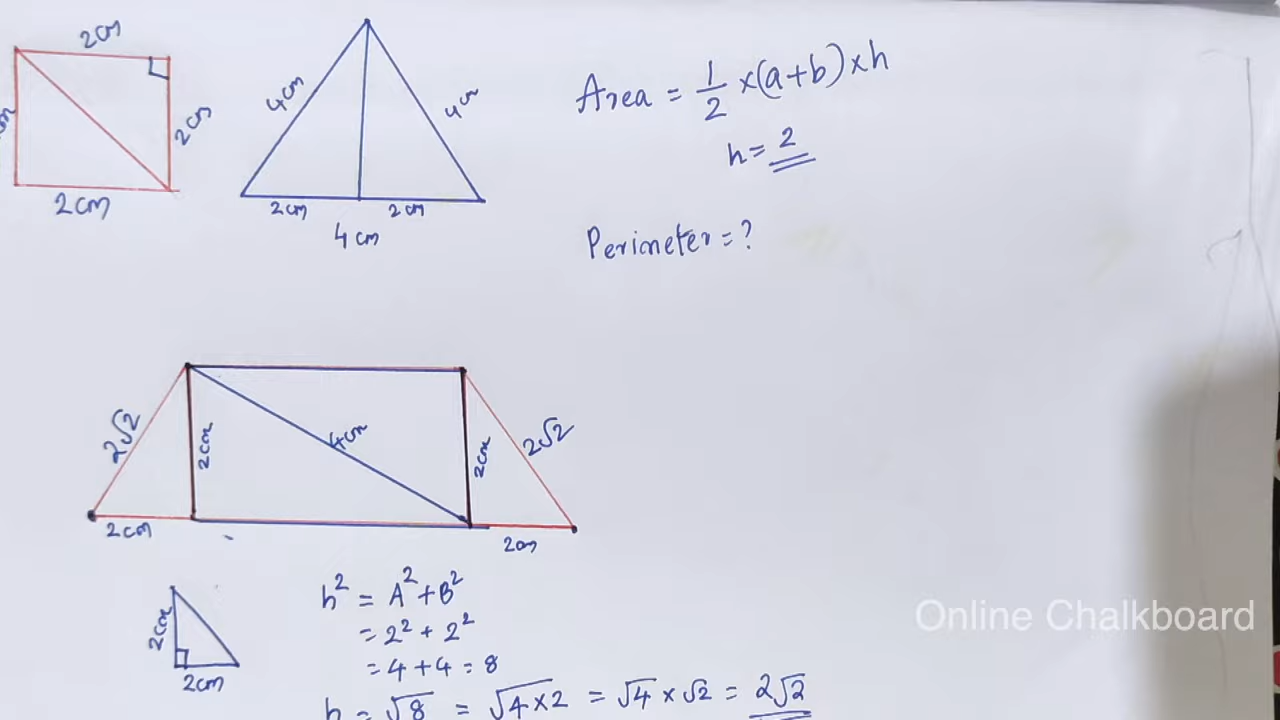 2cm
2cm
2cm
4cm
4cm
2cm 2cm
4cm
Area = 1/2 ×(a+b)×h
h= 2
Perimeter = ?
2√2
2cm
4cm
2cm
2√2
2cm
2cm
2cm
2cm
h² = A²+B²
= 2² + 2²
= 4 + 4 = 8
h = √8 = √4×2 = √4 × √2 = 2√2
Online Chalkboard